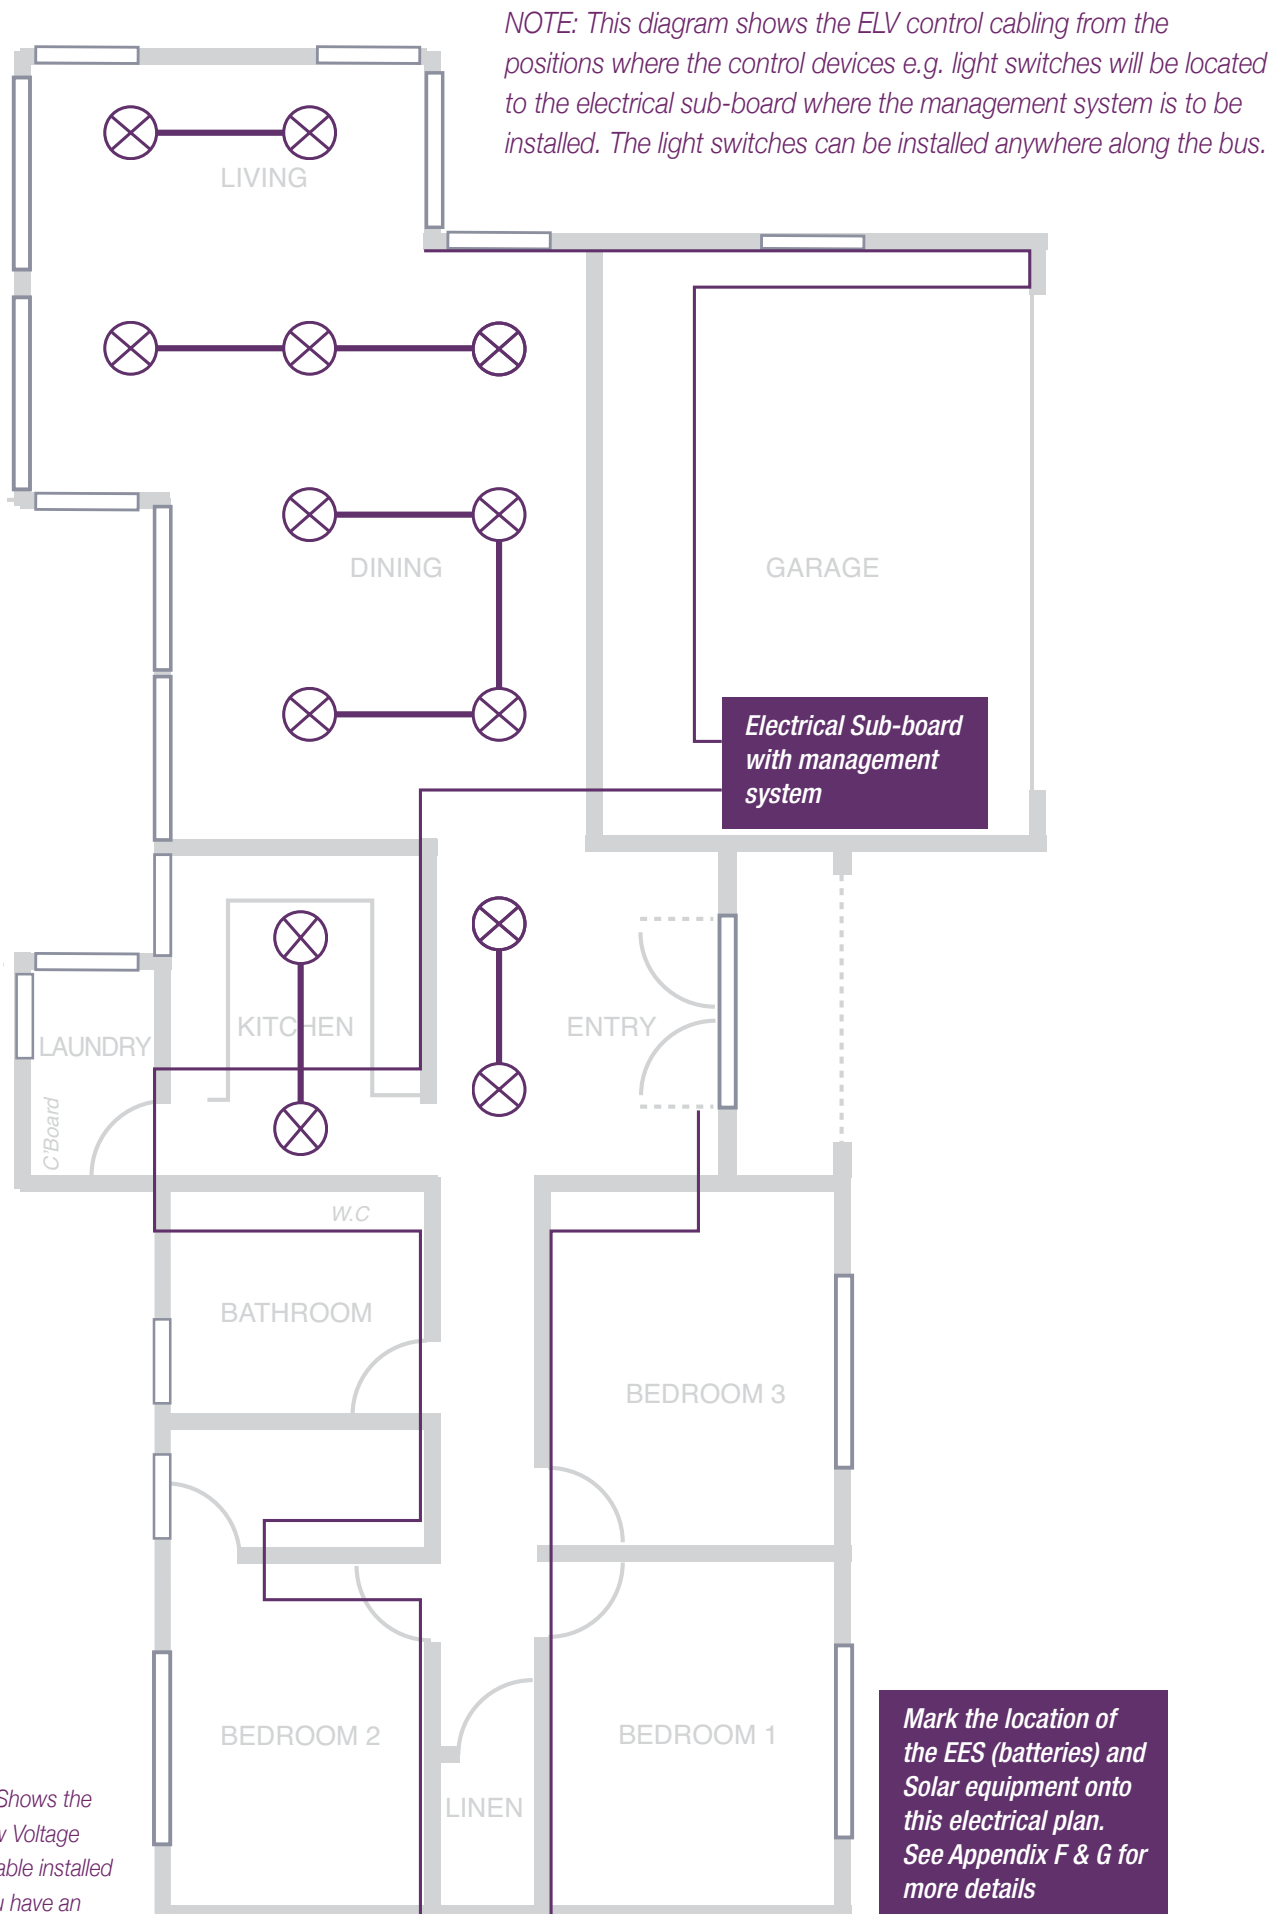 NOTE: This diagram shows the ELV control cabling from the
positions where the control devices e.g. light switches will be located
to the electrical sub-board where the management system is to be
installed. The light switches can be installed anywhere along the bus.
LIVING
DINING
GARAGE
Electrical Sub-board
with management
system
KITCHEN
ENTRY
LAUNDRY
C'Board
W.C
BATHROOM
BEDROOM 3
BEDROOM 2
BEDROOM 1
LINEN
Mark the location of
the EES (batteries) and
Solar equipment onto
this electrical plan.
See Appendix F & G for
more details
Shows the
Voltage
installed
have an